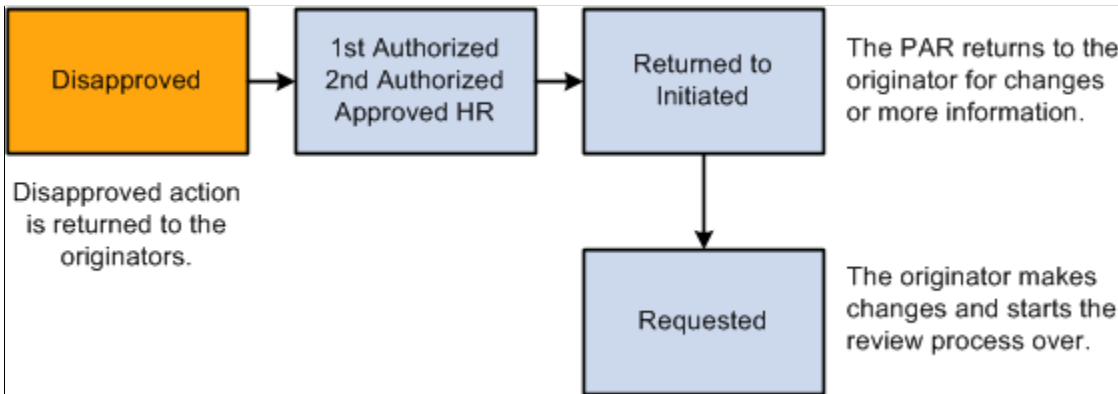 Disapproved
1st Authorized
2nd Authorized
Approved HR
Returned to
Initiated
The PAR returns to the
originator for changes
or more information.
Disapproved action
is returned to the
originators.
Requested
The originator makes
changes and starts the
review process over.